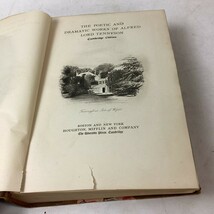 THE POETIC AND
DRAMATIC WORKS OF ALFRED
LORD TENNYSON
Cambridge Edition
BOSTON AND NEW YORK
HOUGHTON MIFFLIN AND COMPANY
The Riverside Press, Cambridge